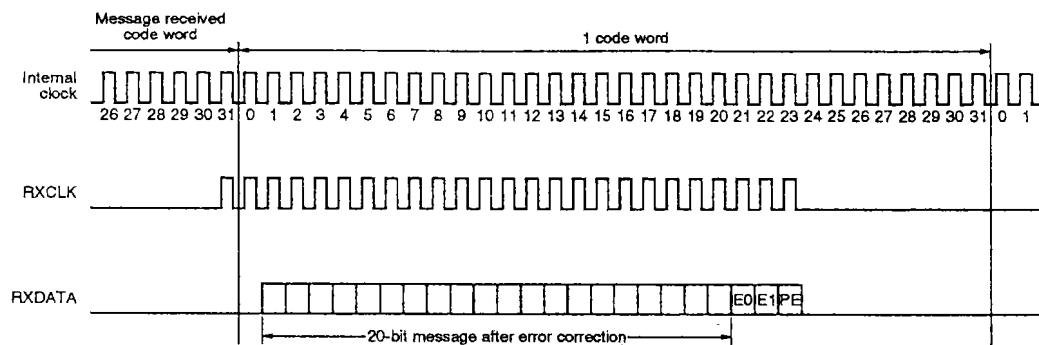 Message received
code word
1 code word
Internal
clock
26 27 28 29 30 31 0 1 2 3 4 5 6 7 8 9 10 11 12 13 14 15 16 17 18 19 20 21 22 23 24 25 26 27 28 29 30 31 0 1
RXCLK
RXDATA
E0 E1 PE
20-bit message after error correction